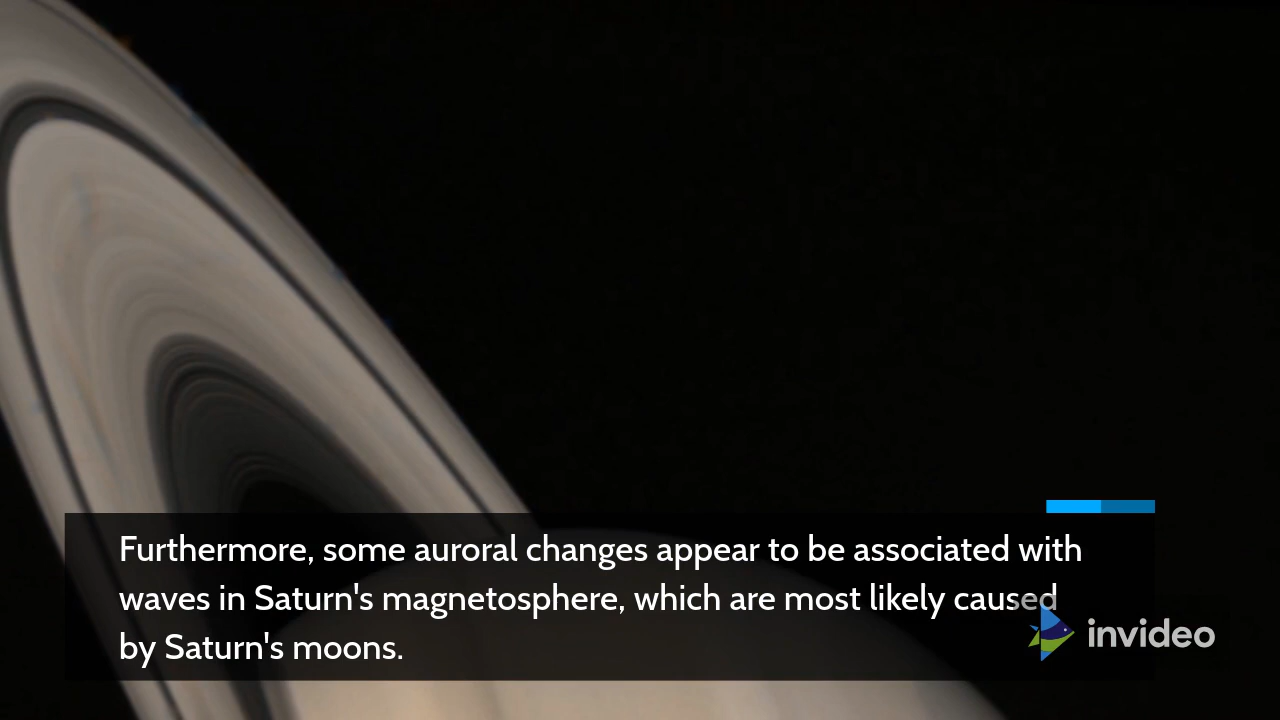 Furthermore, some auroral changes appear to be associated with
waves in Saturn's magnetosphere, which are most likely caused
by Saturn's moons.
invideo